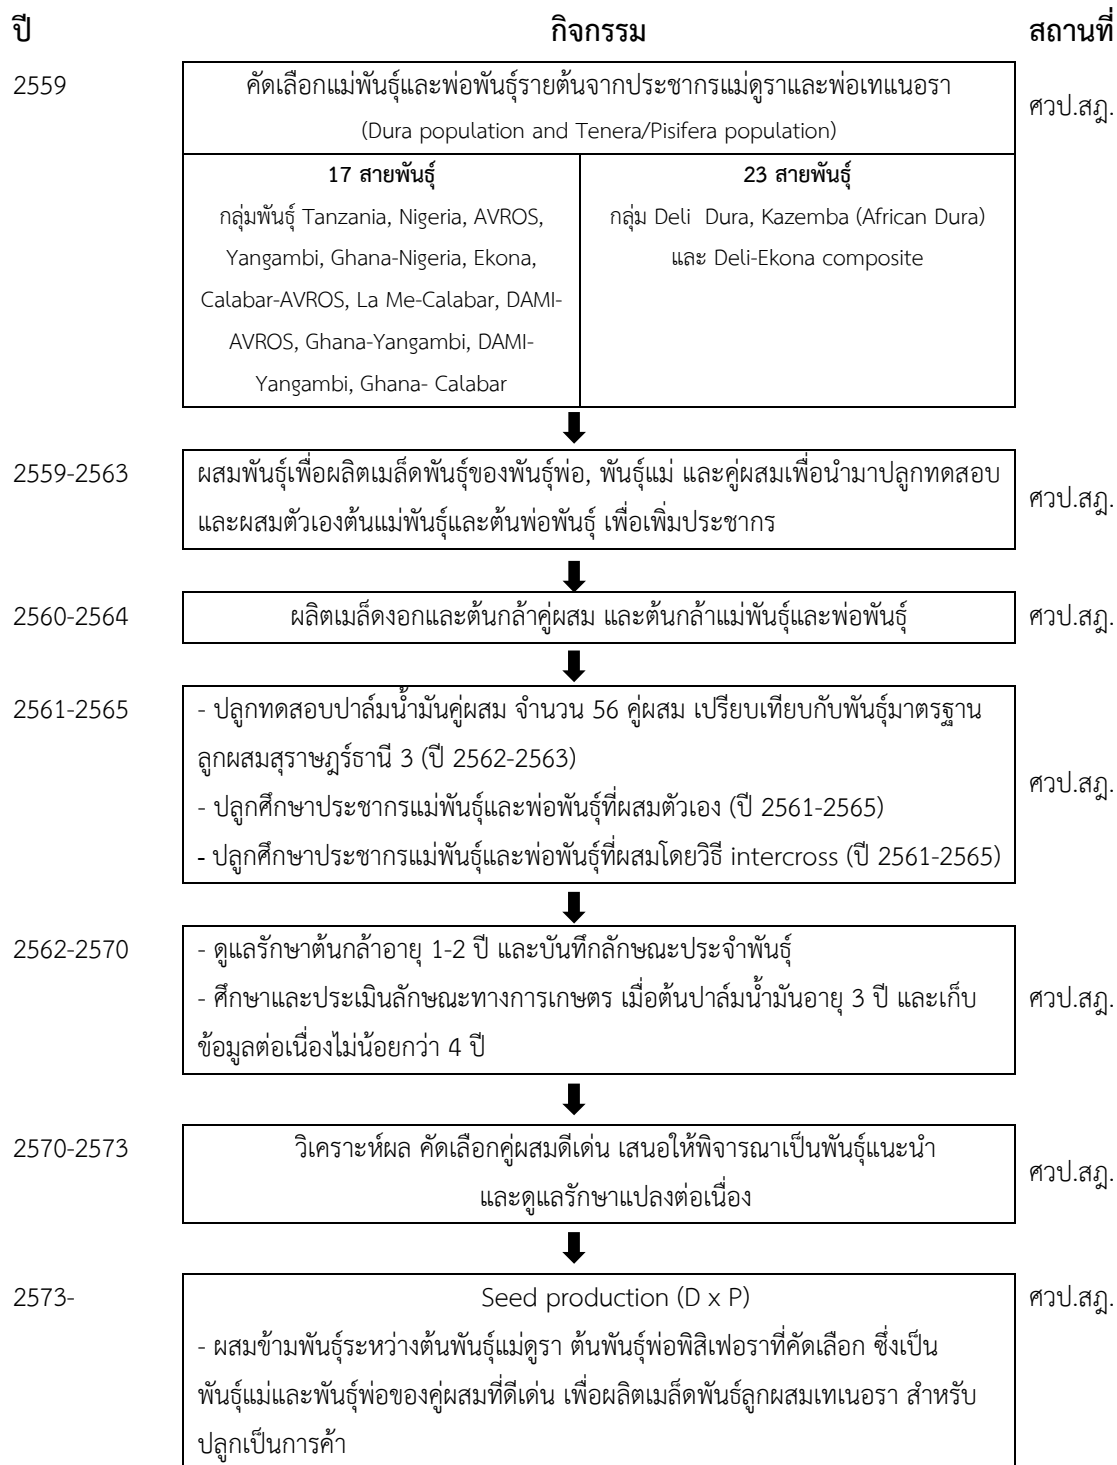 ปี กิจกรรม สถานที่
2559
คัดเลือกแม่พันธุ์และพ่อพันธุ์รายต้นจากประชากรแม่ดูราและพ่อเทแนอรา
(Dura population and Tenera/Pisifera population)
ศวป.สฎ.
17 สายพันธุ์
กลุ่มพันธุ์ Tanzania, Nigeria, AVROS,
Yangambi, Ghana-Nigeria, Ekona,
Calabar-AVROS, La Me-Calabar, DAMI-
AVROS, Ghana-Yangambi, DAMI-
Yangambi, Ghana- Calabar
23 สายพันธุ์
กลุ่ม Deli Dura, Kazemba (African Dura)
และ Deli-Ekona composite
2559-2563
ผสมพันธุ์เพื่อผลิตเมล็ดพันธุ์ของพันธุ์พ่อ, พันธุ์แม่ และคู่ผสมเพื่อนำมาปลูกทดสอบ
และผสมตัวเองต้นแม่พันธุ์และต้นพ่อพันธุ์ เพื่อเพิ่มประชากร
ศวป.สฎ.
2560-2564
ผลิตเมล็ดงอกและต้นกล้าคู่ผสม และต้นกล้าแม่พันธุ์และพ่อพันธุ์
ศวป.สฎ.
2561-2565
- ปลูกทดสอบปาล์มน้ำมันคู่ผสม จำนวน 56 คู่ผสม เปรียบเทียบกับพันธุ์มาตรฐาน
ลูกผสมสุราษฎร์ธานี 3 (ปี 2562-2563)
- ปลูกศึกษาประชากรแม่พันธุ์และพ่อพันธุ์ที่ผสมตัวเอง (ปี 2561-2565)
- ปลูกศึกษาประชากรแม่พันธุ์และพ่อพันธุ์ที่ผสมโดยวิธี intercross (ปี 2561-2565)
ศวป.สฎ.
2562-2570
- ดูแลรักษาต้นกล้าอายุ 1-2 ปี และบันทึกลักษณะประจำพันธุ์
- ศึกษาและประเมินลักษณะทางการเกษตร เมื่อต้นปาล์มน้ำมันอายุ 3 ปี และเก็บ
ข้อมูลต่อเนื่องไม่น้อยกว่า 4 ปี
ศวป.สฎ.
2570-2573
วิเคราะห์ผล คัดเลือกคู่ผสมดีเด่น เสนอให้พิจารณาเป็นพันธุ์แนะนำ
และดูแลรักษาแปลงต่อเนื่อง
ศวป.สฎ.
2573-
Seed production (D x P)
ศวป.สฎ.
- ผสมข้ามพันธุ์ระหว่างต้นพันธุ์แม่ดูรา ต้นพันธุ์พ่อพิสิเฟอราที่คัดเลือก ซึ่งเป็น
พันธุ์แม่และพันธุ์พ่อของคู่ผสมที่ดีเด่น เพื่อผลิตเมล็ดพันธ์ลูกผสมเทเนอรา สำหรับ
ปลูกเป็นการค้า